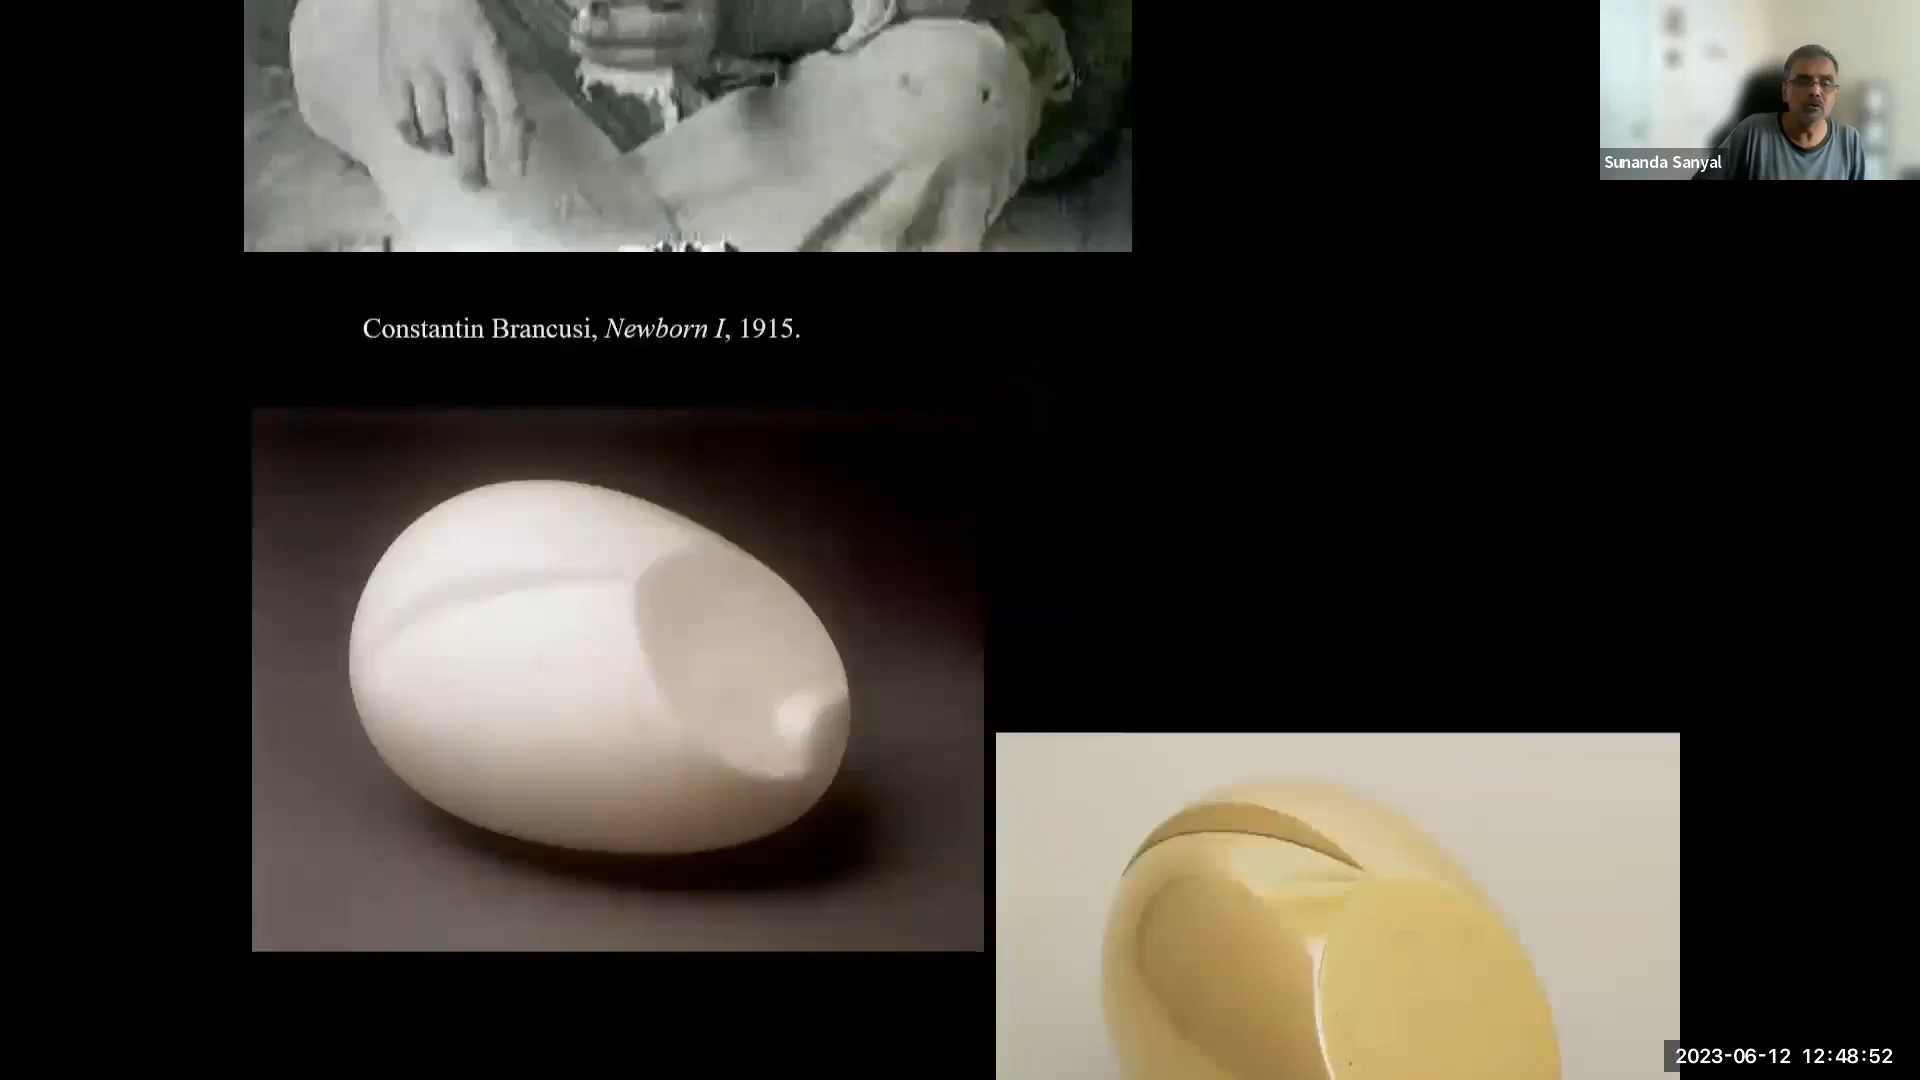 Sunanda Sanyal
Constantin Brancusi, Newborn I, 1915.
2023-06-12 12:48:52